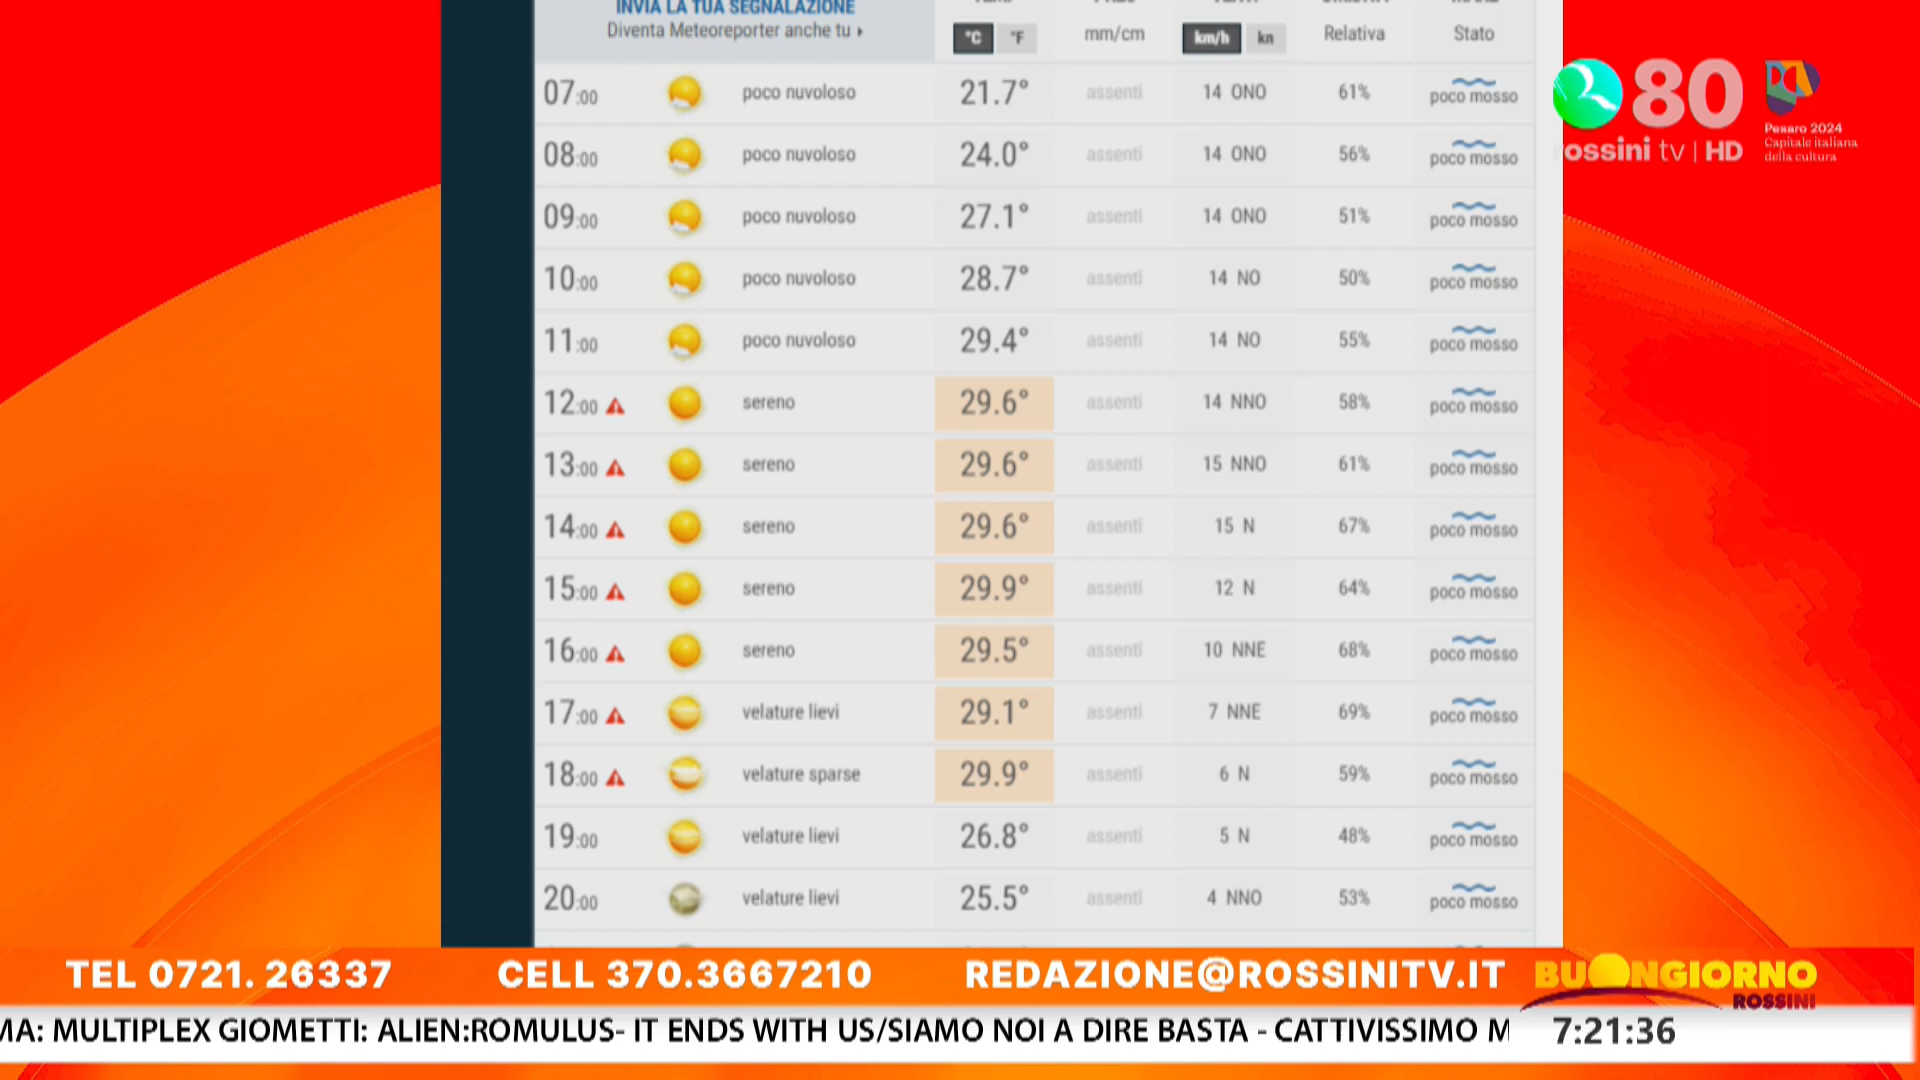 INVIA LA TUA SEGNALAZIONE
Diventa Meteoreporter anche tu
°C °F mm/cm km/h kn Relativa Stato
07:00 poco nuvoloso 21.7° assenti 14 ONO 61% poco mosso
08:00 poco nuvoloso 24.0° assenti 14 ONO 56% poco mosso
09:00 poco nuvoloso 27.1° assenti 14 ONO 51% poco mosso
10:00 poco nuvoloso 28.7° assenti 14 NO 50% poco mosso
11:00 poco nuvoloso 29.4° assenti 14 NO 55% poco mosso
12:00 sereno 29.6° assenti 14 NNO 58% poco mosso
13:00 sereno 29.6° assenti 15 NNO 61% poco mosso
14:00 sereno 29.6° assenti 15 N 67% poco mosso
15:00 sereno 29.9° assenti 12 N 64% poco mosso
16:00 sereno 29.5° assenti 10 NNE 68% poco mosso
17:00 velature lievi 29.1° assenti 7 NNE 69% poco mosso
18:00 velature sparse 29.9° assenti 6 N 59% poco mosso
19:00 velature lievi 26.8° assenti 5 N 48% poco mosso
20:00 velature lievi 25.5° assenti 4 NNO 53% poco mosso
80
rossini tv | HD
Pesaro 2024
Capitale italiana
della cultura
TEL 0721. 26337 CELL 370.3667210 REDAZIONE@ROSSINITV.IT
BUONGIORNO
ROSSINI
MA: MULTIPLEX GIOMETTI: ALIEN:ROMULUS- IT ENDS WITH US/SIAMO NOI A DIRE BASTA - CATTIVISSIMO M
7:21:36